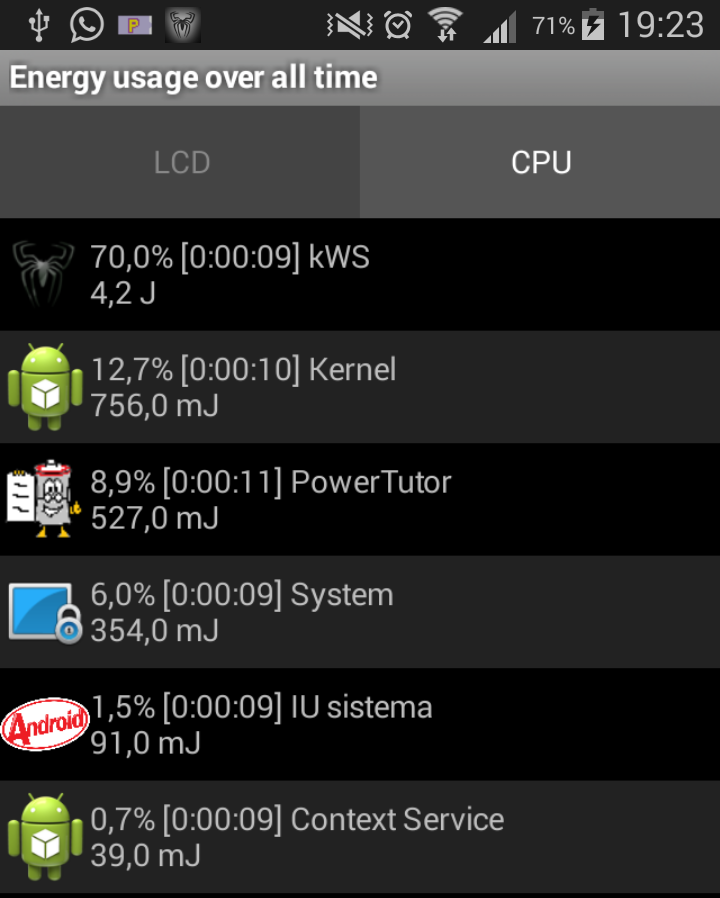 P 71% 19:23
Energy usage over all time
LCD CPU
70,0% [0:00:09] kWS
4,2 J
12,7% [0:00:10] Kernel
756,0 mJ
8,9% [0:00:11] PowerTutor
527,0 mJ
6,0% [0:00:09] System
354,0 mJ
Android
1,5% [0:00:09] IU sistema
91,0 mJ
0,7% [0:00:09] Context Service
39,0 mJ